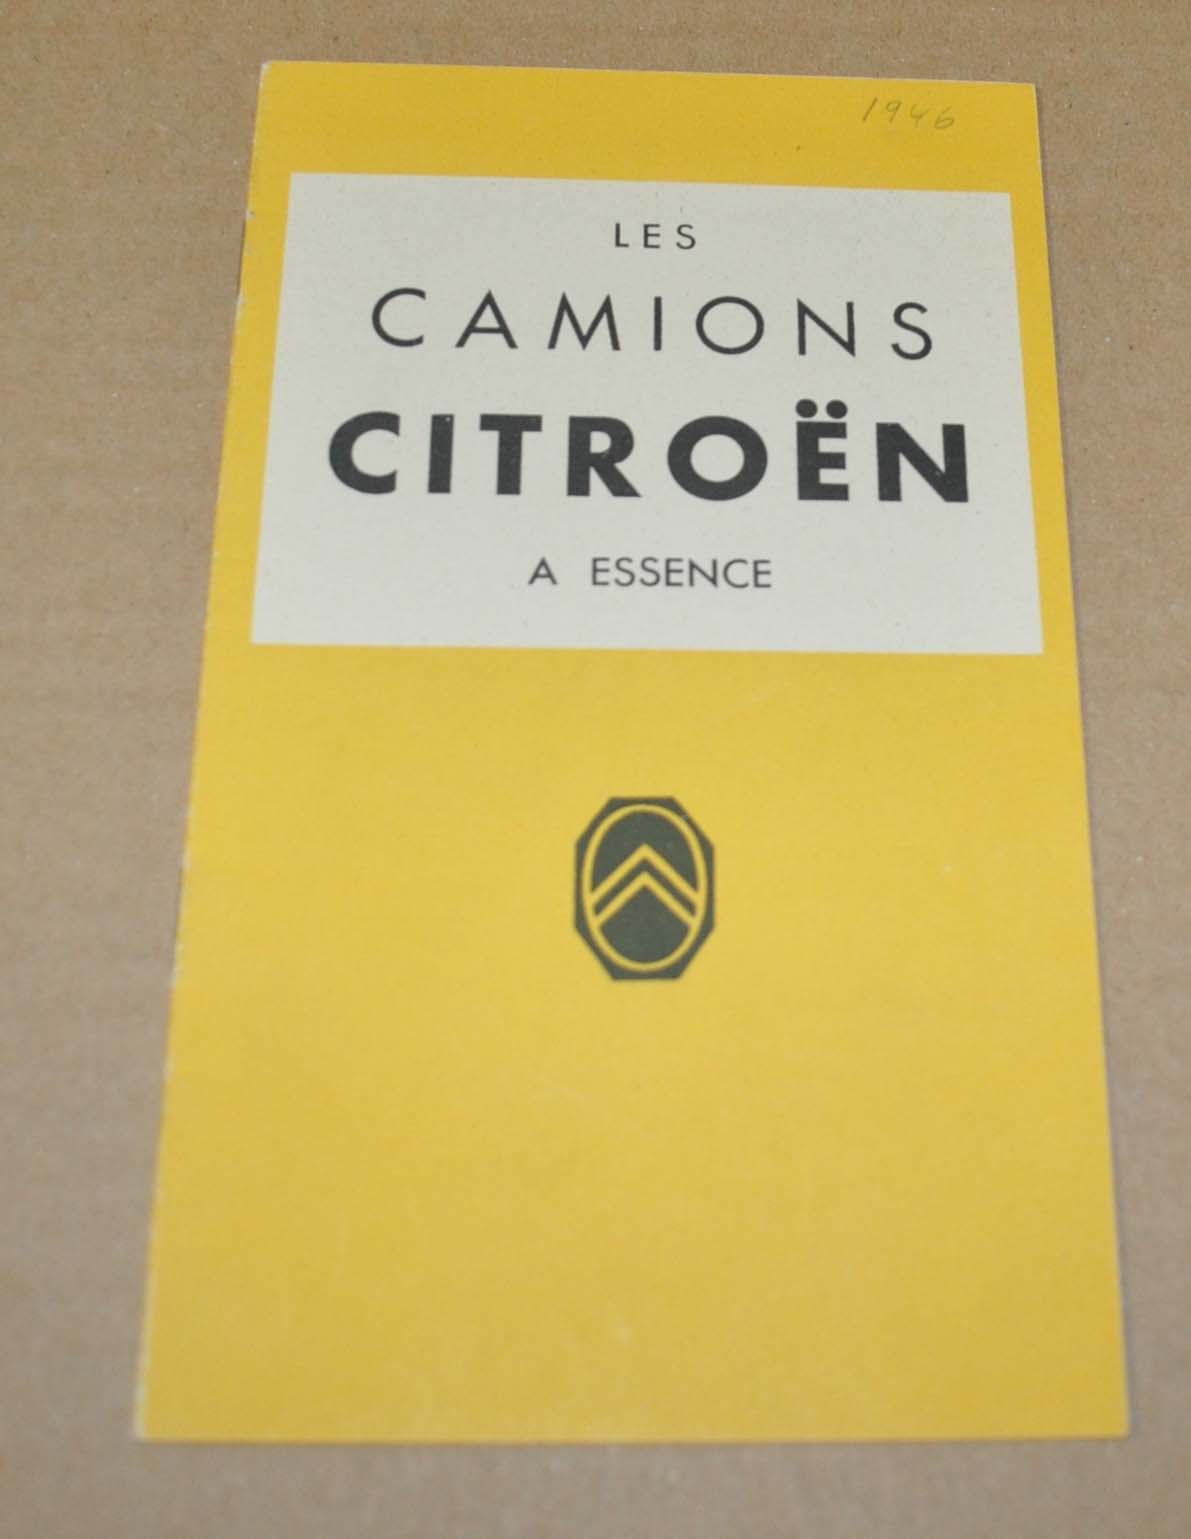 1946
LES
CAMIONS
CITROËN
A ESSENCE